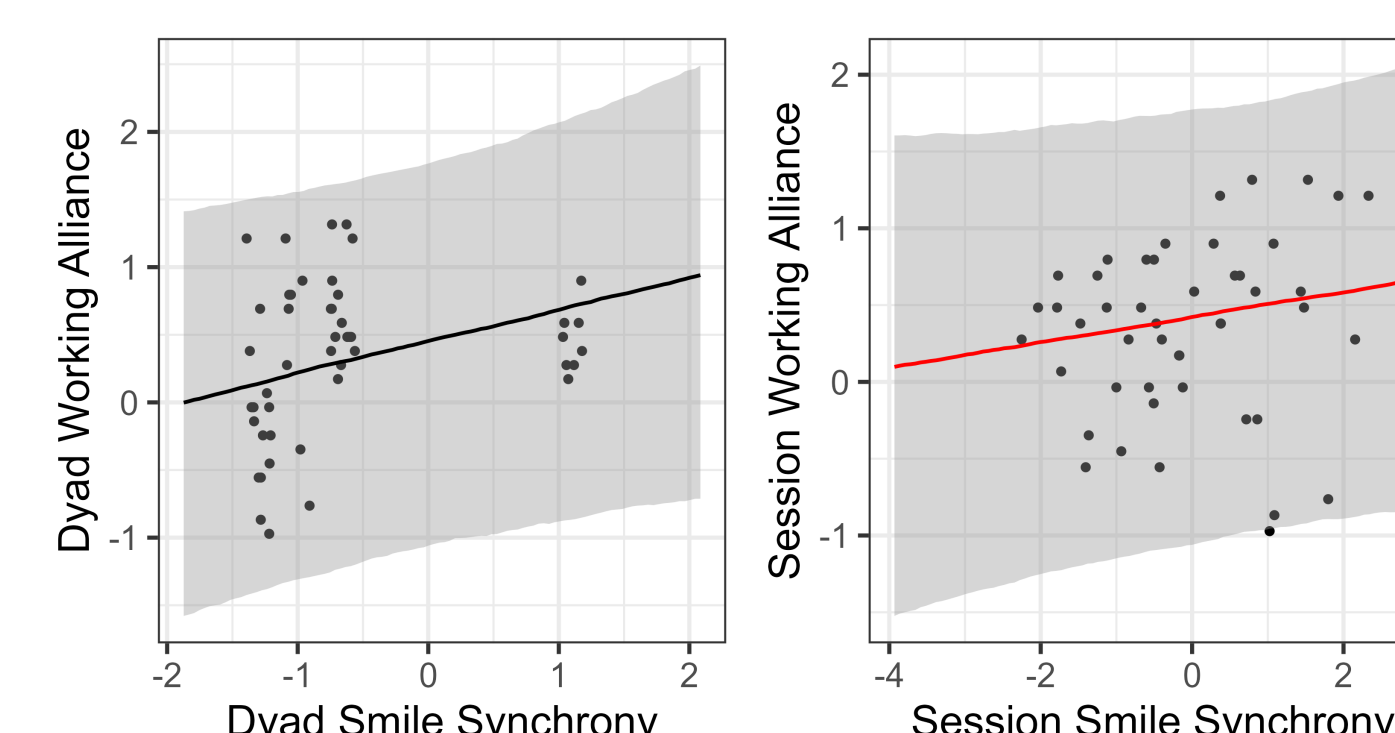 Dyad Working Alliance
2
1
0
-1
-2 -1 0 1 2
Dyad Smile Synchrony
Session Working Alliance
2
1
0
-1
-4 -2 0 2
Session Smile Synchrony